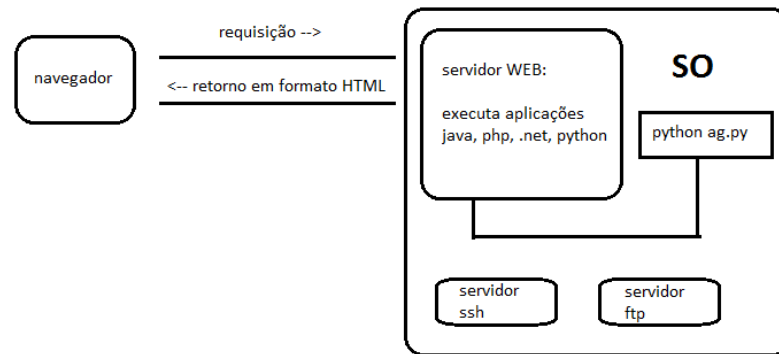 requisição -->
navegador
<-- retorno em formato HTML
servidor WEB:
executa aplicações
java, php, .net, python
SO
python ag.py
servidor
ssh
servidor
ftp